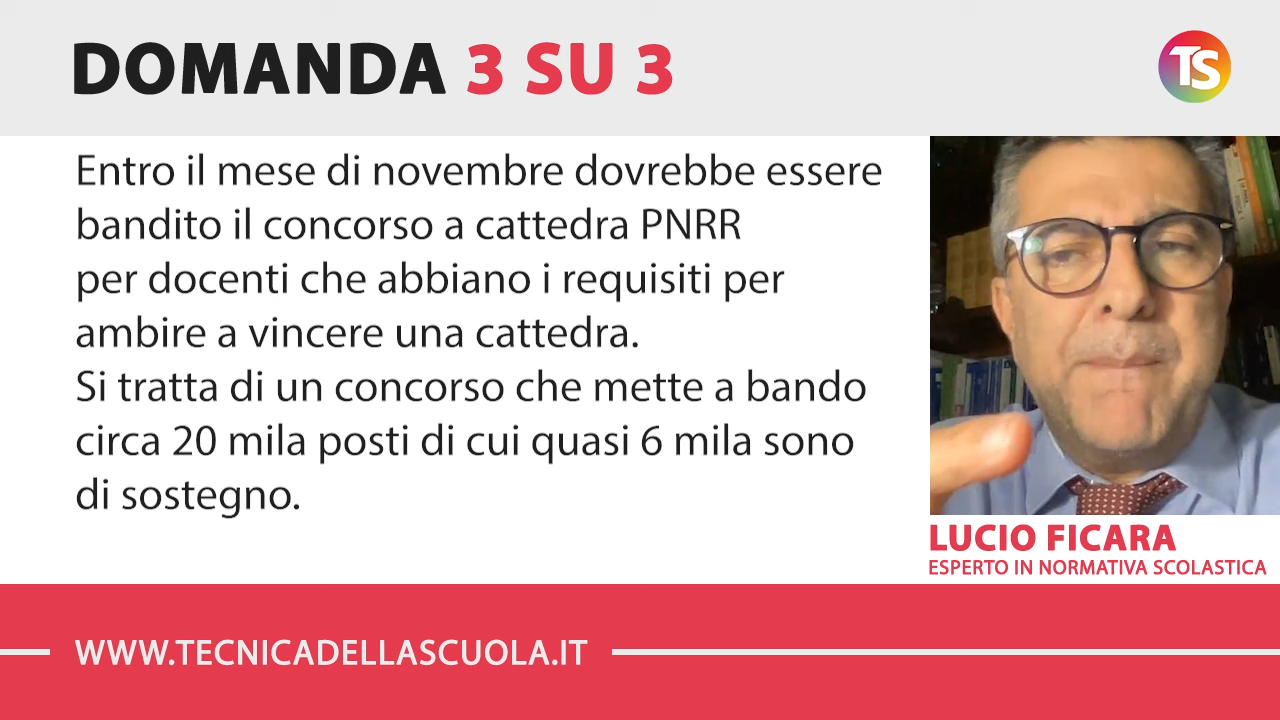 DOMANDA 3 SU 3
TS
Entro il mese di novembre dovrebbe essere
bandito il concorso a cattedra PNRR
per docenti che abbiano i requisiti per
ambire a vincere una cattedra.
Si tratta di un concorso che mette a bando
circa 20 mila posti di cui quasi 6 mila sono
di sostegno.
LUCIO FICARA
ESPERTO IN NORMATIVA SCOLASTICA
WWW.TECNICADELLASCUOLA.IT